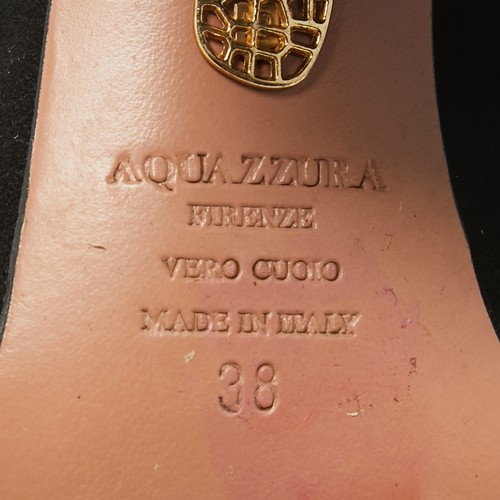 AQUAZZURA
FIRENZE
VERO CUOIO
MADE IN ITALY
38